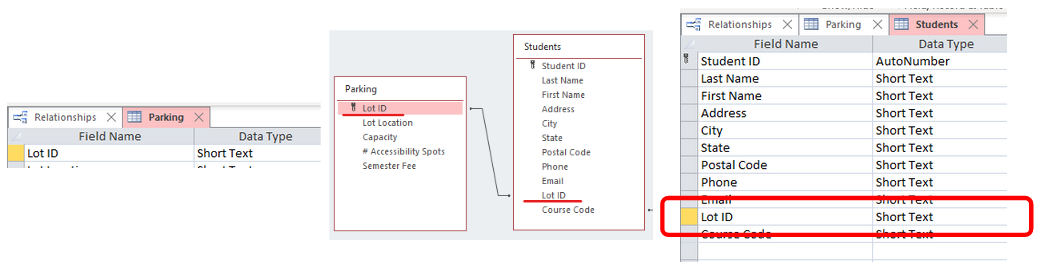 Relationships
Parking
Field Name
Data Type
Lot ID
Short Text
Parking
Lot ID
Lot Location
Capacity
# Accessibility Spots
Semester Fee
Students
Student ID
Last Name
First Name
Address
City
State
Postal Code
Phone
Email
Lot ID
Course Code
Relationships
Parking
Students
Field Name
Data Type
Student ID
AutoNumber
Last Name
Short Text
First Name
Short Text
Address
Short Text
City
Short Text
State
Short Text
Postal Code
Short Text
Phone
Short Text
Email
Short Text
Lot ID
Short Text
Course Code
Short Text